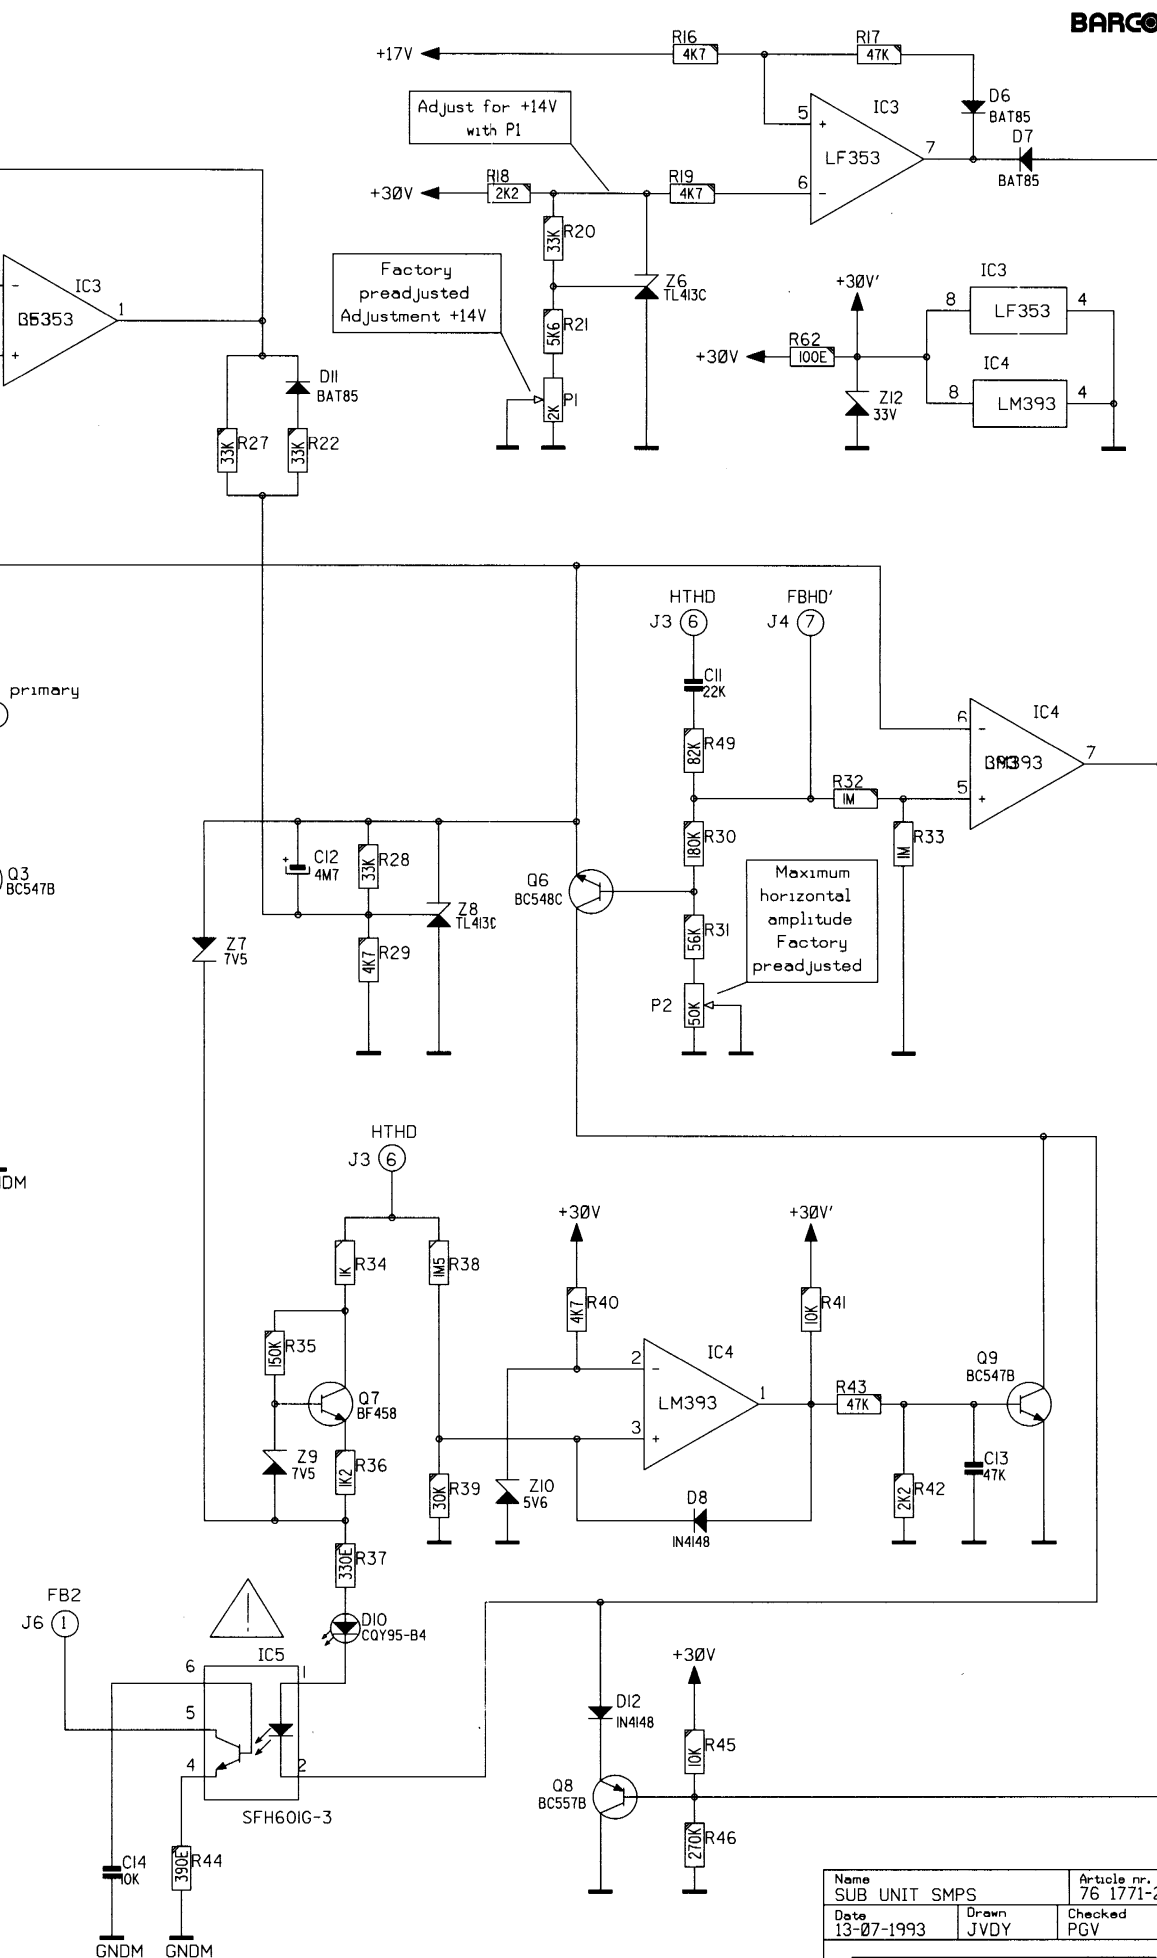 BARCO
R16
4K7
R17
47K
+17V
D6
BAT85
D7
BAT85
IC3
5
+
LF353
7
6
-
Adjust for +14V
with P1
+30V
R18
2K2
R19
4K7
33K
R20
Factory
preadjusted
Adjustment +14V
Z6
TL413C
5K6
R21
2K
P1
IC3
-
1
+
+30V'
IC3
8
LF353
4
+30V
R62
100E
IC4
8
LM393
4
Z12
33V
D11
BAT85
33K
R27
33K
R22
HTHD
J3
6
FBHD'
J4
7
C11
22K
primary
82K
R49
IC4
6
-
7
5
+
R32
1M
1M
R33
180K
R30
Q3
BC547B
C12
+
4M7
33K
R28
Q6
BC548C
Maximum
horizontal
amplitude
Factory
preadjusted
Z8
TL413C
56K
R31
Z7
7V5
4K7
R29
P2
50K
HTHD
J3
6
+30V
+30V'
1K
R34
1M5
R38
4K7
R40
10K
R41
150K
R35
IC4
2
-
LM393
1
3
+
Q9
BC547B
Q7
BF458
R43
47K
Z9
7V5
1K2
R36
30K
R39
Z10
5V6
C13
47K
2K2
R42
D8
IN4148
330E
R37
FB2
J6
1
D10
CQY95-B4
IC5
6
1
5
4
2
SFH601G-3
+30V
D12
IN4148
10K
R45
Q8
BC557B
270K
R46
C14
10K
390E
R44
GNDM
GNDM
Name
SUB UNIT SMPS
Article nr.
Date
13-07-1993
Drawn
JVDY
Checked
PGV